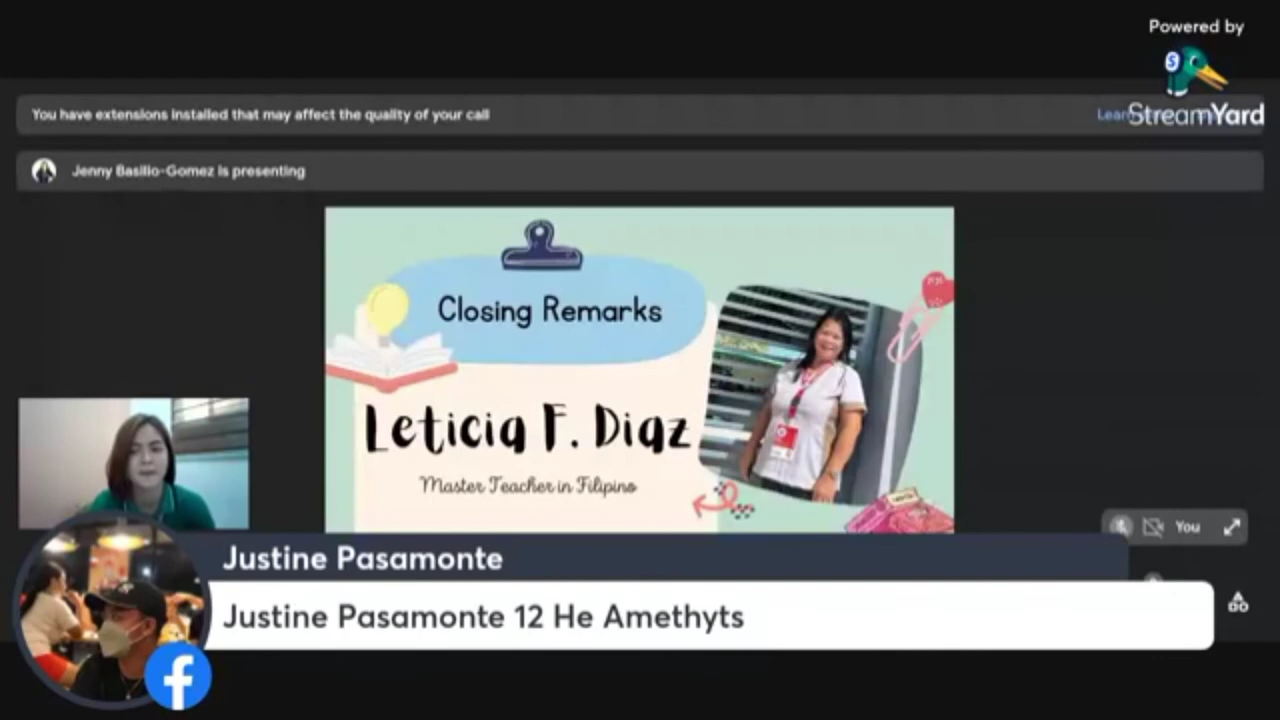 Powered by
StreamYard
You have extensions installed that may affect the quality of your call
Lear
Jenny Basilio-Gomez is presenting
Closing Remarks
Leticia F. Diaz
Master Teacher in Filipino
You
Justine Pasamonte
Justine Pasamonte 12 He Amethyts